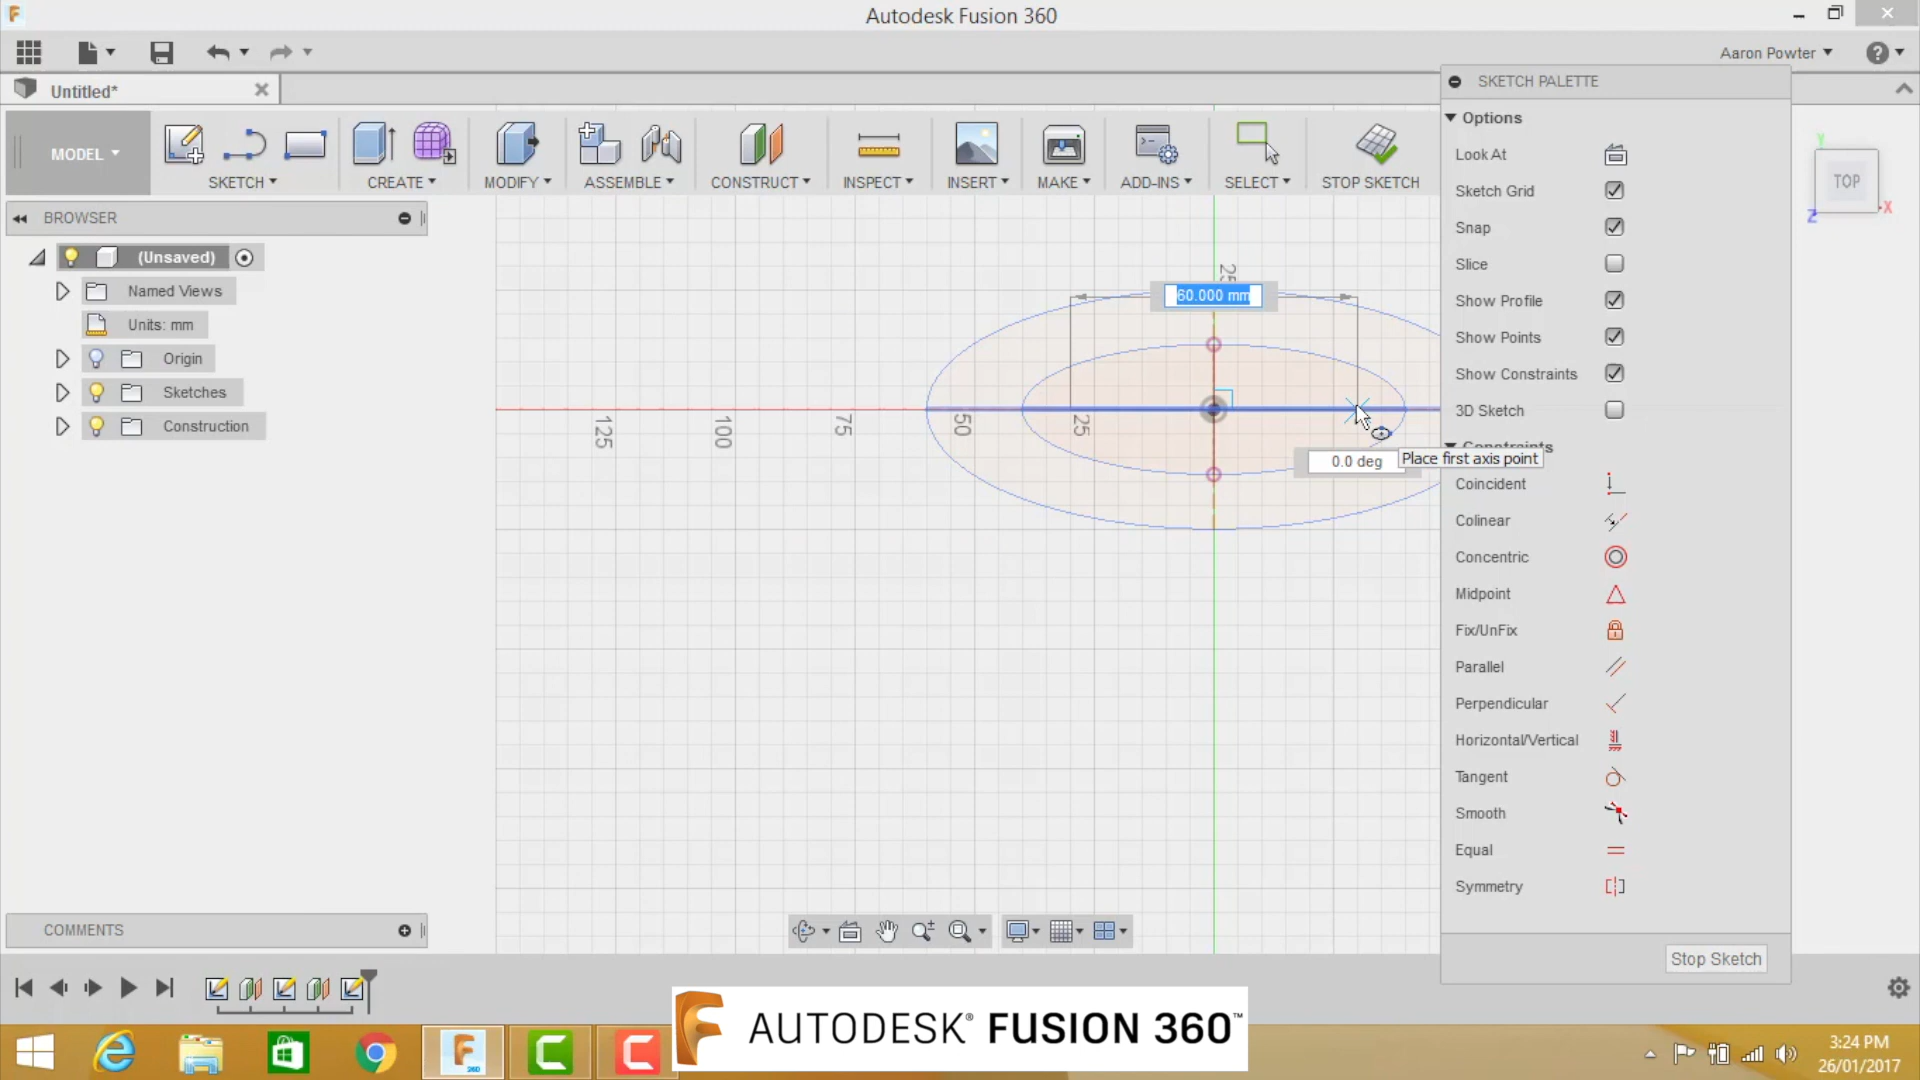 Autodesk Fusion 360
Aaron Powter
Untitled*
SKETCH PALETTE
MODEL
SKETCH
CREATE
MODIFY
ASSEMBLE
CONSTRUCT
INSPECT
INSERT
MAKE
ADD-INS
SELECT
STOP SKETCH
Options
Look At
Sketch Grid
Snap
Slice
Show Profile
Show Points
Show Constraints
3D Sketch
Constraints
Coincident
Colinear
Concentric
Midpoint
Fix/UnFix
Parallel
Perpendicular
Horizontal/Vertical
Tangent
Smooth
Equal
Symmetry
Stop Sketch
Y
TOP
X
Z
BROWSER
(Unsaved)
Named Views
Units: mm
Origin
Sketches
Construction
25
60.000 mm
125
100
75
50
25
0.0 deg
Place first axis point
COMMENTS
AUTODESK® FUSION 360™
3:24 PM
26/01/2017